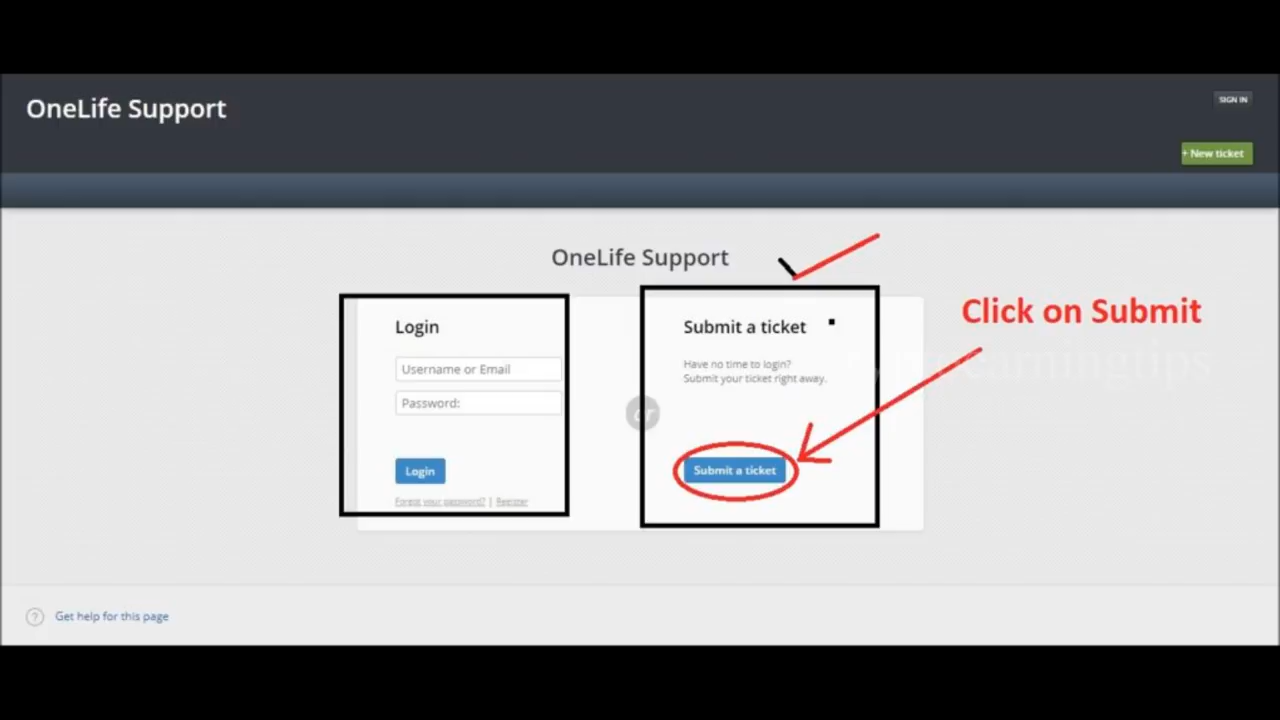 OneLife Support
SIGN IN
+ New ticket
OneLife Support
Login
Username or Email
Password:
Login
Forgot your password? | Register
or
Submit a ticket
Have no time to login?
Submit your ticket right away.
Submit a ticket
Click on Submit
? Get help for this page